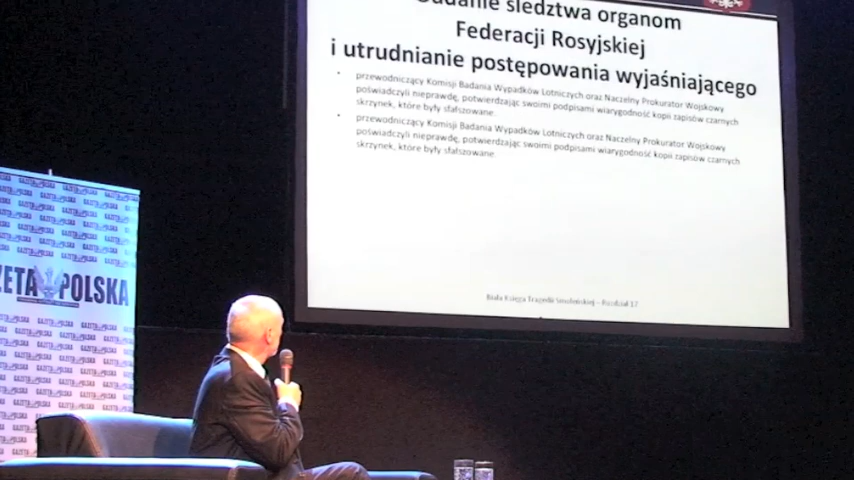 Oddanie śledztwa organom
Federacji Rosyjskiej
i utrudnianie postępowania wyjaśniającego
• przewodniczący Komisji Badania Wypadków Lotniczych oraz Naczelny Prokurator Wojskowy
poświadczyli nieprawdę, potwierdzając swoimi podpisami wiarygodność kopii zapisów czarnych
skrzynek, które były sfałszowane.
• przewodniczący Komisji Badania Wypadków Lotniczych oraz Naczelny Prokurator Wojskowy
poświadczyli nieprawdę, potwierdzając swoimi podpisami wiarygodność kopii zapisów czarnych
skrzynek, które były sfałszowane.
Biała Księga Tragedii Smoleńskiej – Rozdział 17
ZETA POLSKA